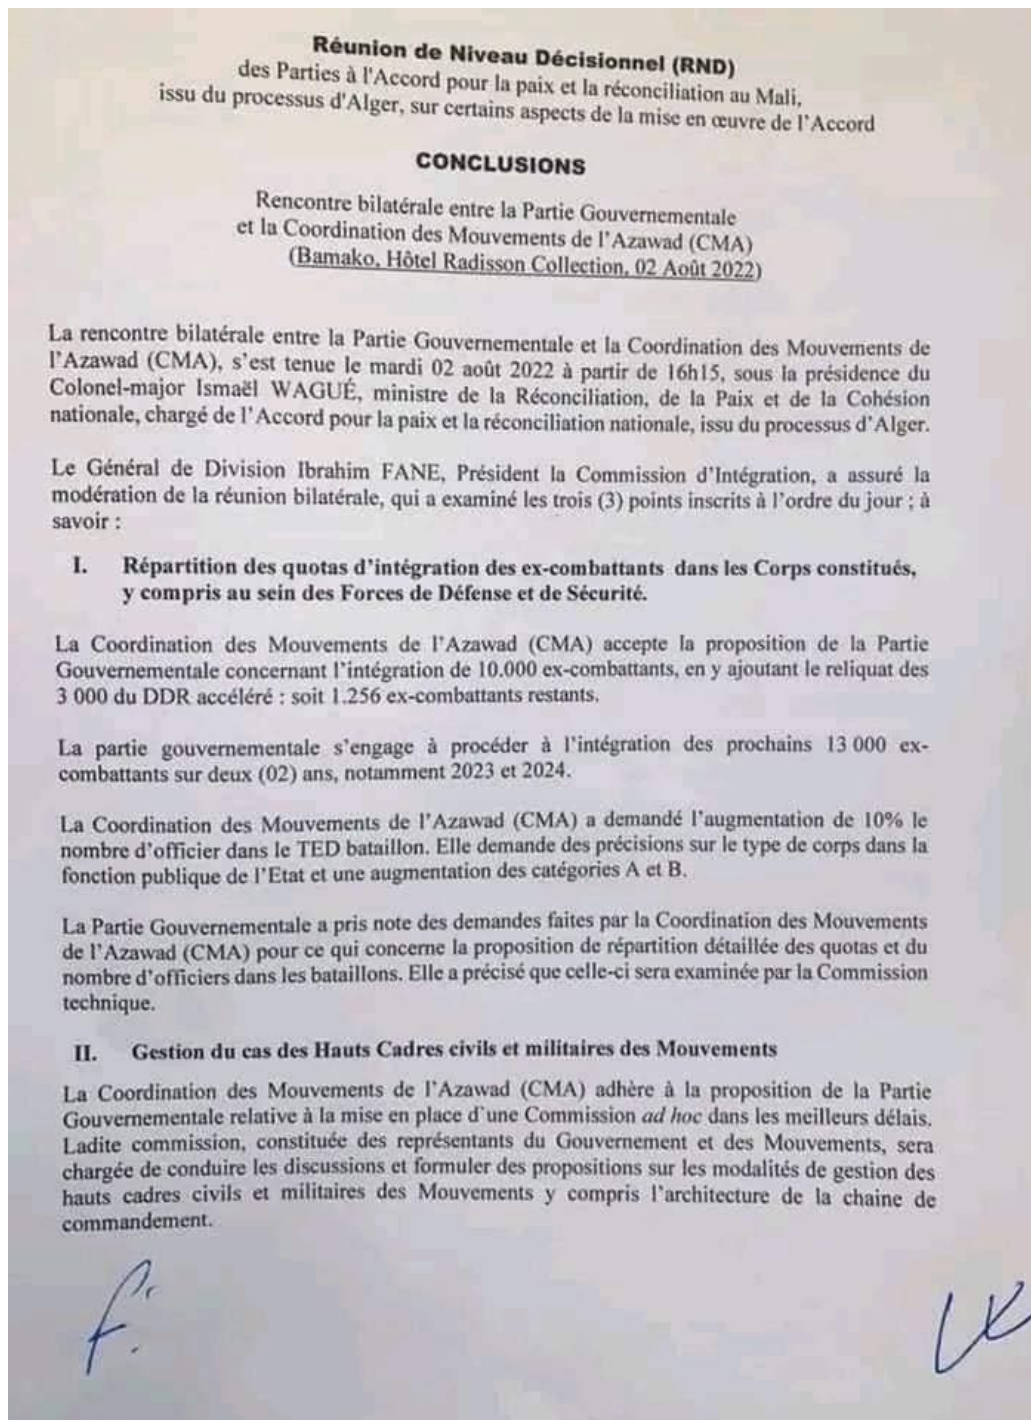 Réunion de Niveau Décisionnel (RND)
des Parties à l'Accord pour la paix et la réconciliation au Mali,
issu du processus d'Alger, sur certains aspects de la mise en œuvre de l'Accord
CONCLUSIONS
Rencontre bilatérale entre la Partie Gouvernementale
et la Coordination des Mouvements de l'Azawad (CMA)
(Bamako, Hôtel Radisson Collection, 02 Août 2022)
La rencontre bilatérale entre la Partie Gouvernementale et la Coordination des Mouvements de
l'Azawad (CMA), s'est tenue le mardi 02 août 2022 à partir de 16h15, sous la présidence du
Colonel-major Ismaël WAGUÉ, ministre de la Réconciliation, de la Paix et de la Cohésion
nationale, chargé de l'Accord pour la paix et la réconciliation nationale, issu du processus d'Alger.
Le Général de Division Ibrahim FANE, Président la Commission d'Intégration, a assuré la
modération de la réunion bilatérale, qui a examiné les trois (3) points inscrits à l'ordre du jour ; à
savoir :
I. Répartition des quotas d'intégration des ex-combattants dans les Corps constitués,
y compris au sein des Forces de Défense et de Sécurité.
La Coordination des Mouvements de l'Azawad (CMA) accepte la proposition de la Partie
Gouvernementale concernant l'intégration de 10.000 ex-combattants, en y ajoutant le reliquat des
3 000 du DDR accéléré : soit 1.256 ex-combattants restants.
La partie gouvernementale s'engage à procéder à l'intégration des prochains 13 000 ex-
combattants sur deux (02) ans, notamment 2023 et 2024.
La Coordination des Mouvements de l'Azawad (CMA) a demandé l'augmentation de 10% le
nombre d'officier dans le TED bataillon. Elle demande des précisions sur le type de corps dans la
fonction publique de l'Etat et une augmentation des catégories A et B.
La Partie Gouvernementale a pris note des demandes faites par la Coordination des Mouvements
de l'Azawad (CMA) pour ce qui concerne la proposition de répartition détaillée des quotas et du
nombre d'officiers dans les bataillons. Elle a précisé que celle-ci sera examinée par la Commission
technique.
II. Gestion du cas des Hauts Cadres civils et militaires des Mouvements
La Coordination des Mouvements de l'Azawad (CMA) adhère à la proposition de la Partie
Gouvernementale relative à la mise en place d'une Commission ad hoc dans les meilleurs délais.
Ladite commission, constituée des représentants du Gouvernement et des Mouvements, sera
chargée de conduire les discussions et formuler des propositions sur les modalités de gestion des
hauts cadres civils et militaires des Mouvements y compris l'architecture de la chaine de
commandement.